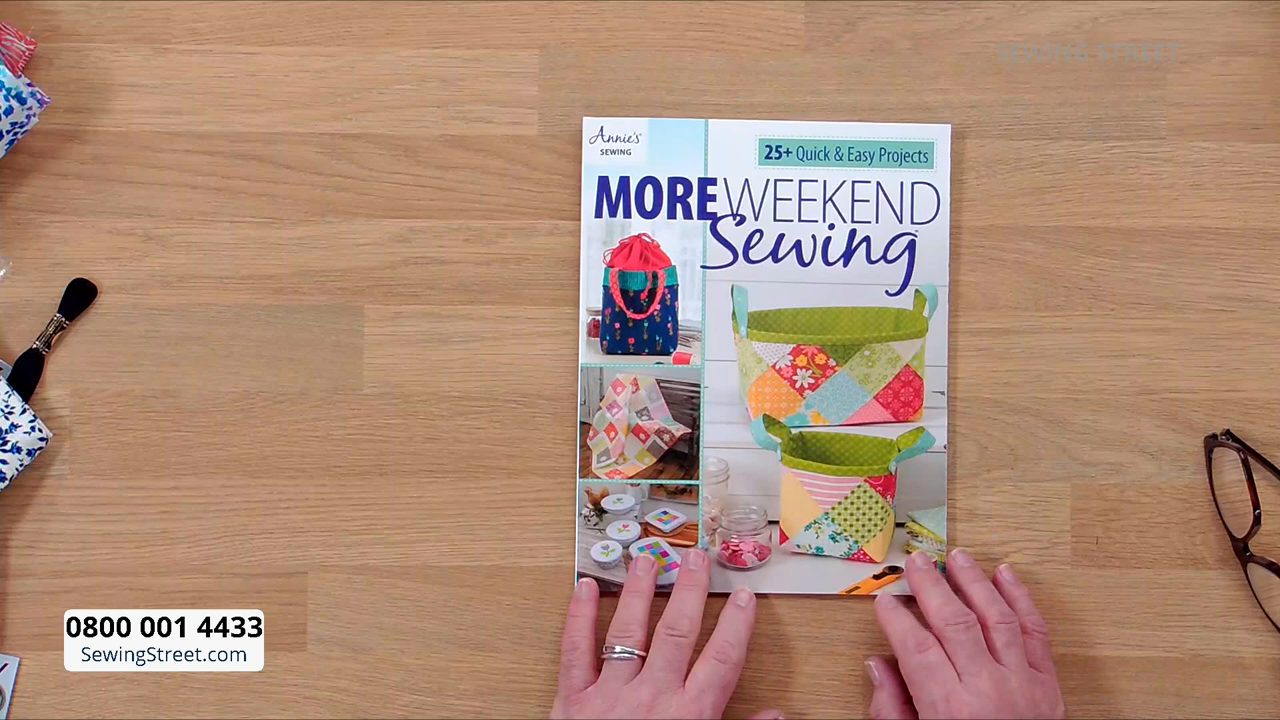 SEWING STREET
Annie's
SEWING
25+ Quick & Easy Projects
MORE WEEKEND
Sewing
0800 001 4433
SewingStreet.com